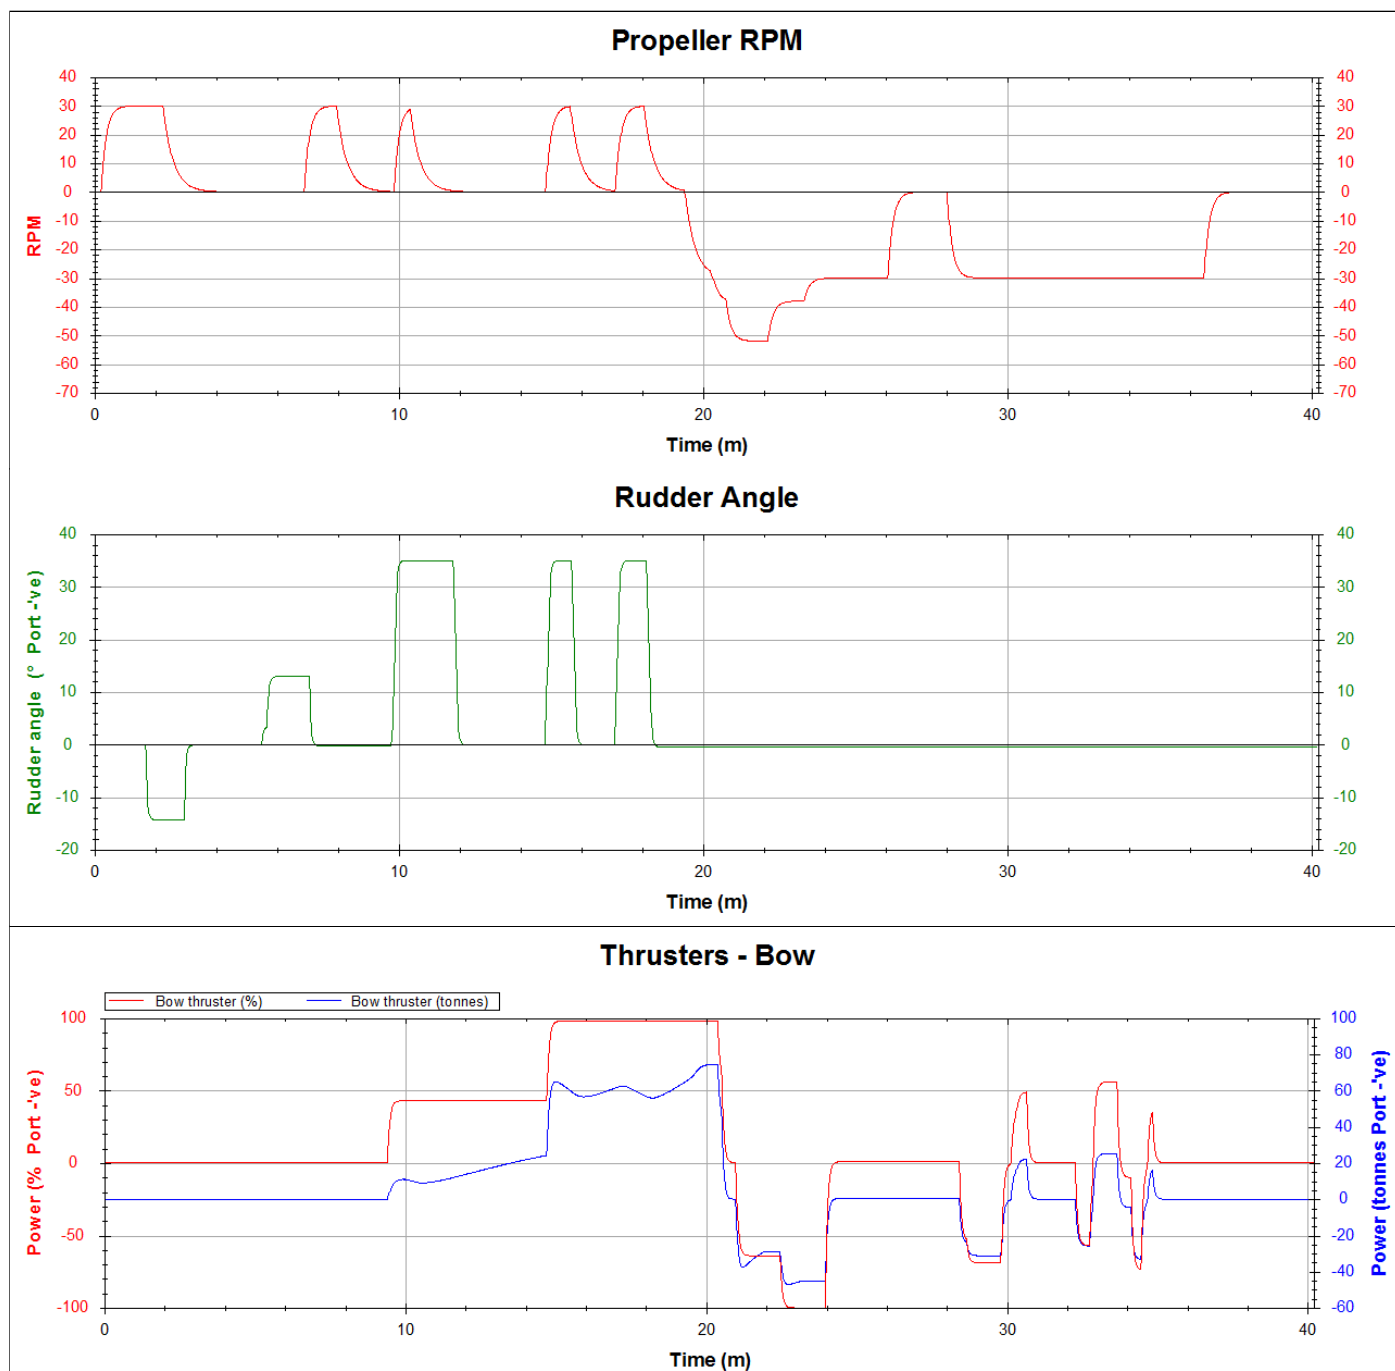 Propeller RPM
40 40
30 30
20 20
10 10
0 0
-10 -10
RPM
-20 -20
-30 -30
-40 -40
-50 -50
-60 -60
-70 -70
0 10 20 30 40
Time (m)
Rudder Angle
40 40
30 30
20 20
10 10
Rudder angle (° Port -'ve)
0 0
-10 -10
-20 -20
0 10 20 30 40
Time (m)
Thrusters - Bow
Bow thruster (%) Bow thruster (tonnes)
100 100
80
50 60
40
Power (% Port -'ve) Power (tonnes Port -'ve)
0 20
0
-50 -20
-40
-100 -60
0 10 20 30 40
Time (m)